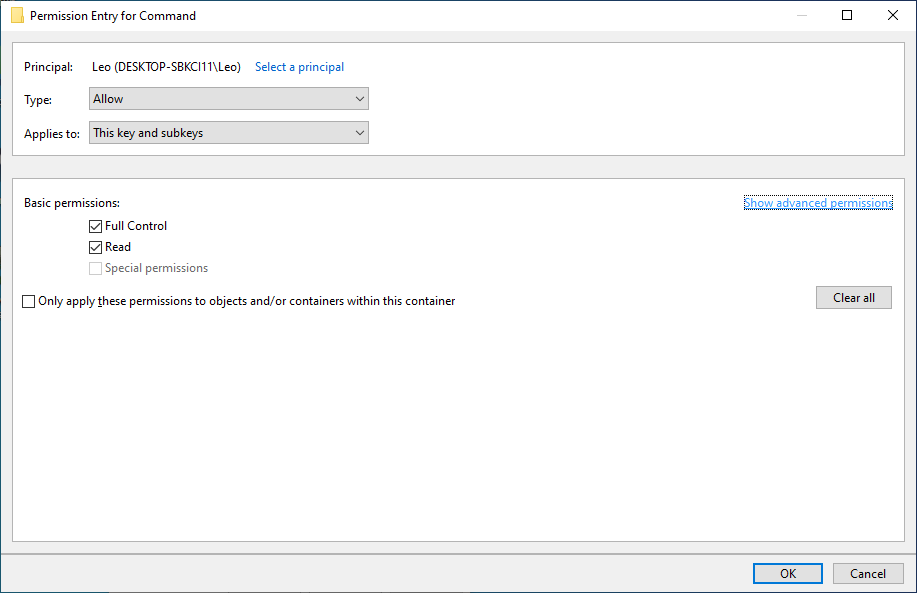 Permission Entry for Command
Principal: Leo (DESKTOP-SBKCI11\Leo) Select a principal
Type: Allow
Applies to: This key and subkeys
Basic permissions: Show advanced permissions
Full Control
Read
Special permissions
Only apply these permissions to objects and/or containers within this container
Clear all
OK Cancel